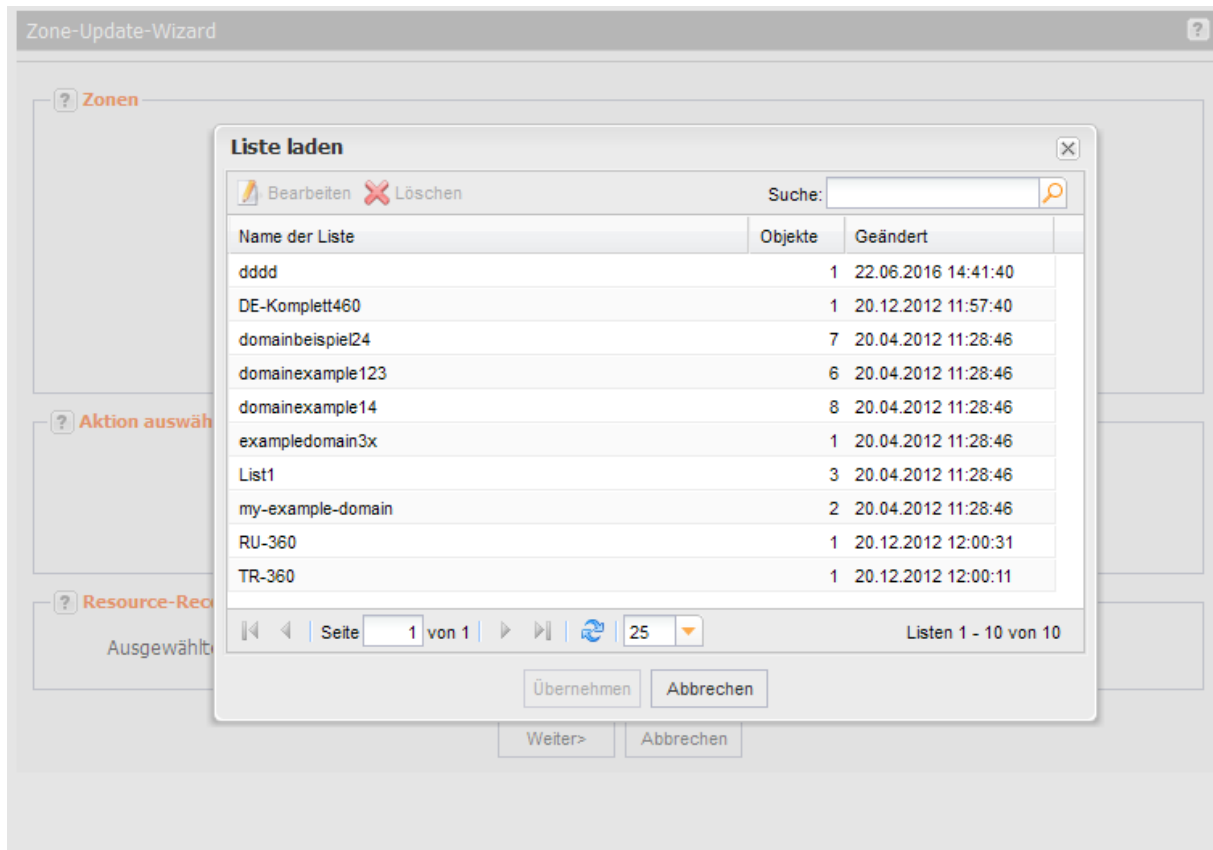 Zone-Update-Wizard
Zonen
Liste laden
Bearbeiten Löschen Suche:
Name der Liste Objekte Geändert
dddd 1 22.06.2016 14:41:40
DE-Komplett460 1 20.12.2012 11:57:40
domainbeispiel24 7 20.04.2012 11:28:46
domainexample123 6 20.04.2012 11:28:46
domainexample14 8 20.04.2012 11:28:46
Aktion auswäh
exampledomain3x 1 20.04.2012 11:28:46
List1 3 20.04.2012 11:28:46
my-example-domain 2 20.04.2012 11:28:46
RU-360 1 20.12.2012 12:00:31
TR-360 1 20.12.2012 12:00:11
Resource-Reco
Seite 1 von 1 25 Listen 1 - 10 von 10
Ausgewählt
Übernehmen Abbrechen
Weiter> Abbrechen